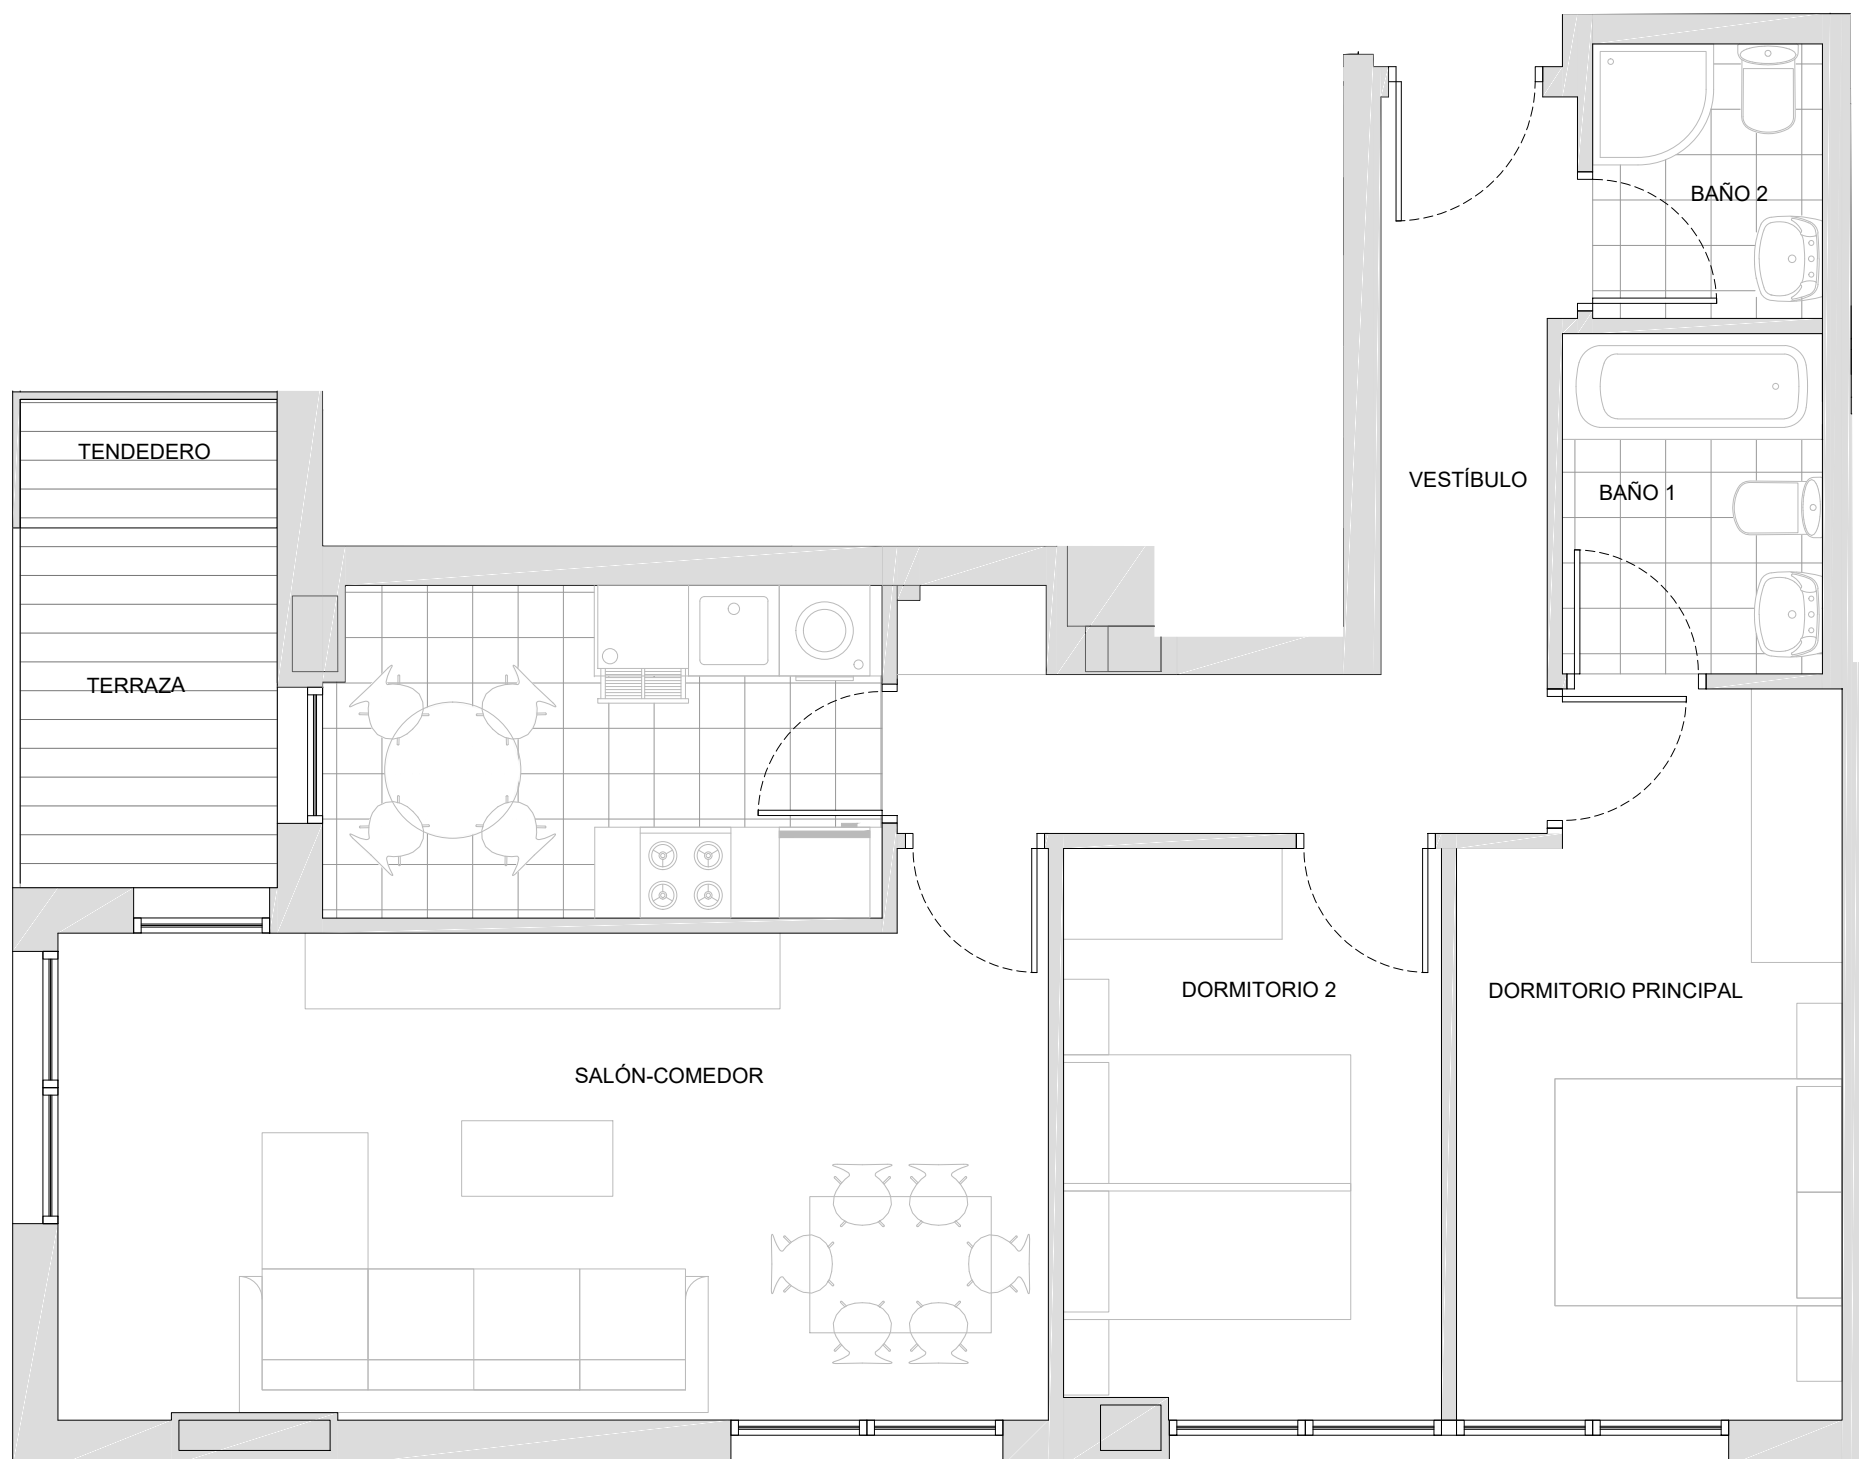 BAÑO 2
TENDEDERO
VESTÍBULO
BAÑO 1
TERRAZA
DORMITORIO 2
DORMITORIO PRINCIPAL
SALÓN-COMEDOR